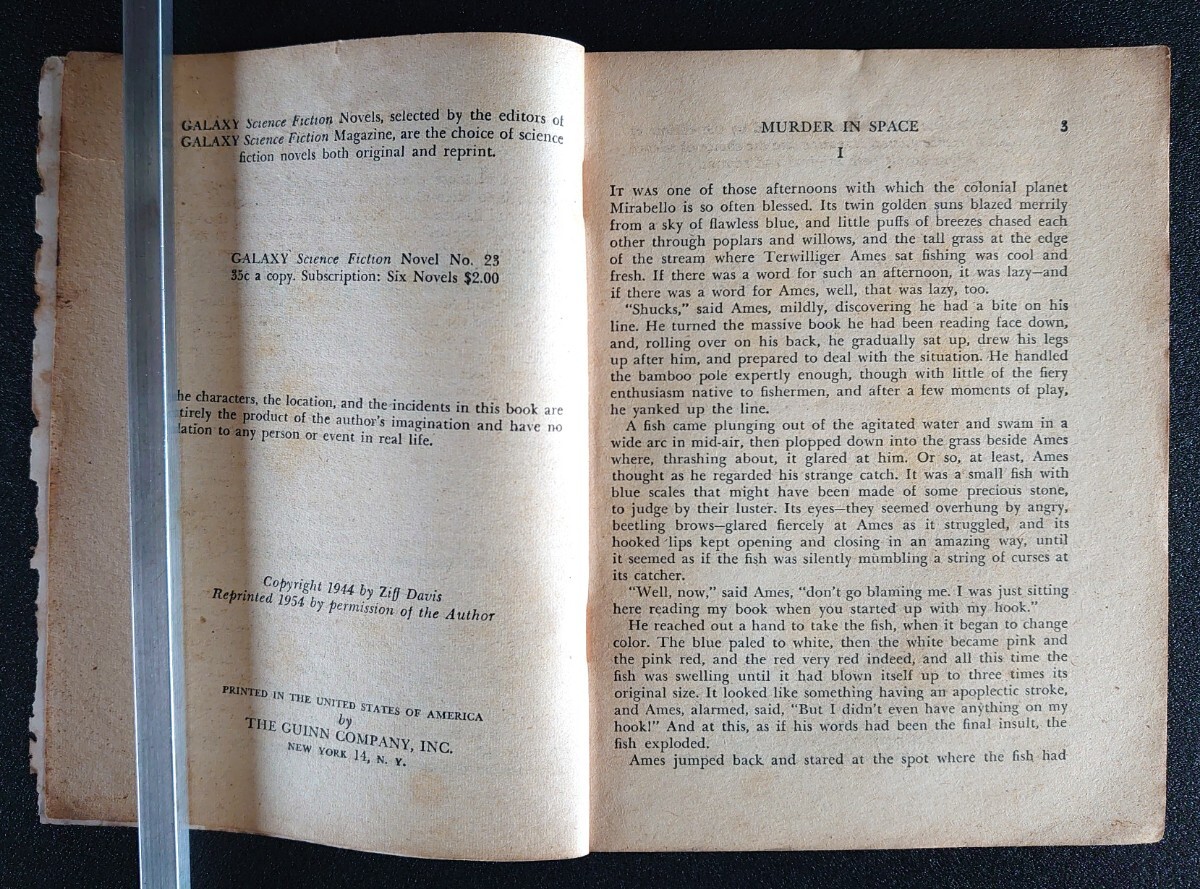 GALAXY Science Fiction Novels, selected by the editors of
GALAXY Science Fiction Magazine, are the choice of science
fiction novels both original and reprint.
GALAXY Science Fiction Novel No. 23
35c a copy. Subscription: Six Novels $2.00
he characters, the location, and the incidents in this book are
tirely the product of the author's imagination and have no
lation to any person or event in real life.
Copyright 1944 by Ziff Davis
Reprinted 1954 by permission of the Author
PRINTED IN THE UNITED STATES OF AMERICA
by
THE GUINN COMPANY, INC.
NEW YORK 14, N. Y.
MURDER IN SPACE 3
I
IT WAS one of those afternoons with which the colonial planet
Mirabello is so often blessed. Its twin golden suns blazed merrily
from a sky of flawless blue, and little puffs of breezes chased each
other through poplars and willows, and the tall grass at the edge
of the stream where Terwilliger Ames sat fishing was cool and
fresh. If there was a word for such an afternoon, it was lazy—and
if there was a word for Ames, well, that was lazy, too.
"Shucks," said Ames, mildly, discovering he had a bite on his
line. He turned the massive book he had been reading face down,
and, rolling over on his back, he gradually sat up, drew his legs
up after him, and prepared to deal with the situation. He handled
the bamboo pole expertly enough, though with little of the fiery
enthusiasm native to fishermen, and after a few moments of play,
he yanked up the line.
A fish came plunging out of the agitated water and swam in a
wide arc in mid-air, then plopped down into the grass beside Ames
where, thrashing about, it glared at him. Or so, at least, Ames
thought as he regarded his strange catch. It was a small fish with
blue scales that might have been made of some precious stone,
to judge by their luster. Its eyes—they seemed overhung by angry,
beetling brows—glared fiercely at Ames as it struggled, and its
hooked lips kept opening and closing in an amazing way, until
it seemed as if the fish was silently mumbling a string of curses at
its catcher.
"Well, now," said Ames, "don't go blaming me. I was just sitting
here reading my book when you started up with my hook."
He reached out a hand to take the fish, when it began to change
color. The blue paled to white, then the white became pink and
the pink red, and the red very red indeed, and all this time the
fish was swelling until it had blown itself up to three times its
original size. It looked like something having an apoplectic stroke,
and Ames, alarmed, said, "But I didn't even have anything on my
hook!" And at this, as if his words had been the final insult, the
fish exploded.
Ames jumped back and stared at the spot where the fish had